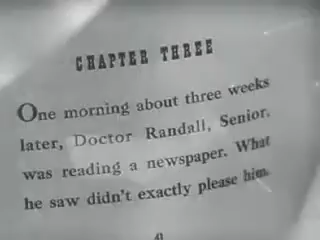 CHAPTER THREE
One morning about three weeks
later, Doctor Randall, Senior,
was reading a newspaper. What
he saw didn't exactly please him.
41